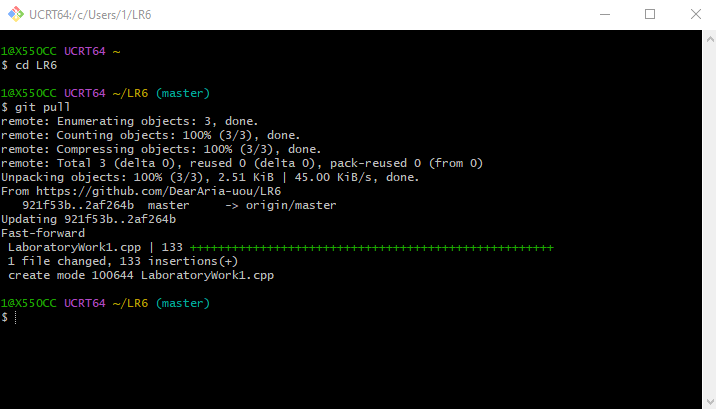 UCRT64:/c/Users/1/LR6
1@X550CC UCRT64 ~
$ cd LR6
1@X550CC UCRT64 ~/LR6 (master)
$ git pull
remote: Enumerating objects: 3, done.
remote: Counting objects: 100% (3/3), done.
remote: Compressing objects: 100% (3/3), done.
remote: Total 3 (delta 0), reused 0 (delta 0), pack-reused 0 (from 0)
Unpacking objects: 100% (3/3), 2.51 KiB | 45.00 KiB/s, done.
From https://github.com/DearAria-uou/LR6
   921f53b..2af264b  master     -> origin/master
Updating 921f53b..2af264b
Fast-forward
 LaboratoryWork1.cpp | 133 ++++++++++++++++++++++++++++++++++++++++++++++++++++
 1 file changed, 133 insertions(+)
 create mode 100644 LaboratoryWork1.cpp
1@X550CC UCRT64 ~/LR6 (master)
$